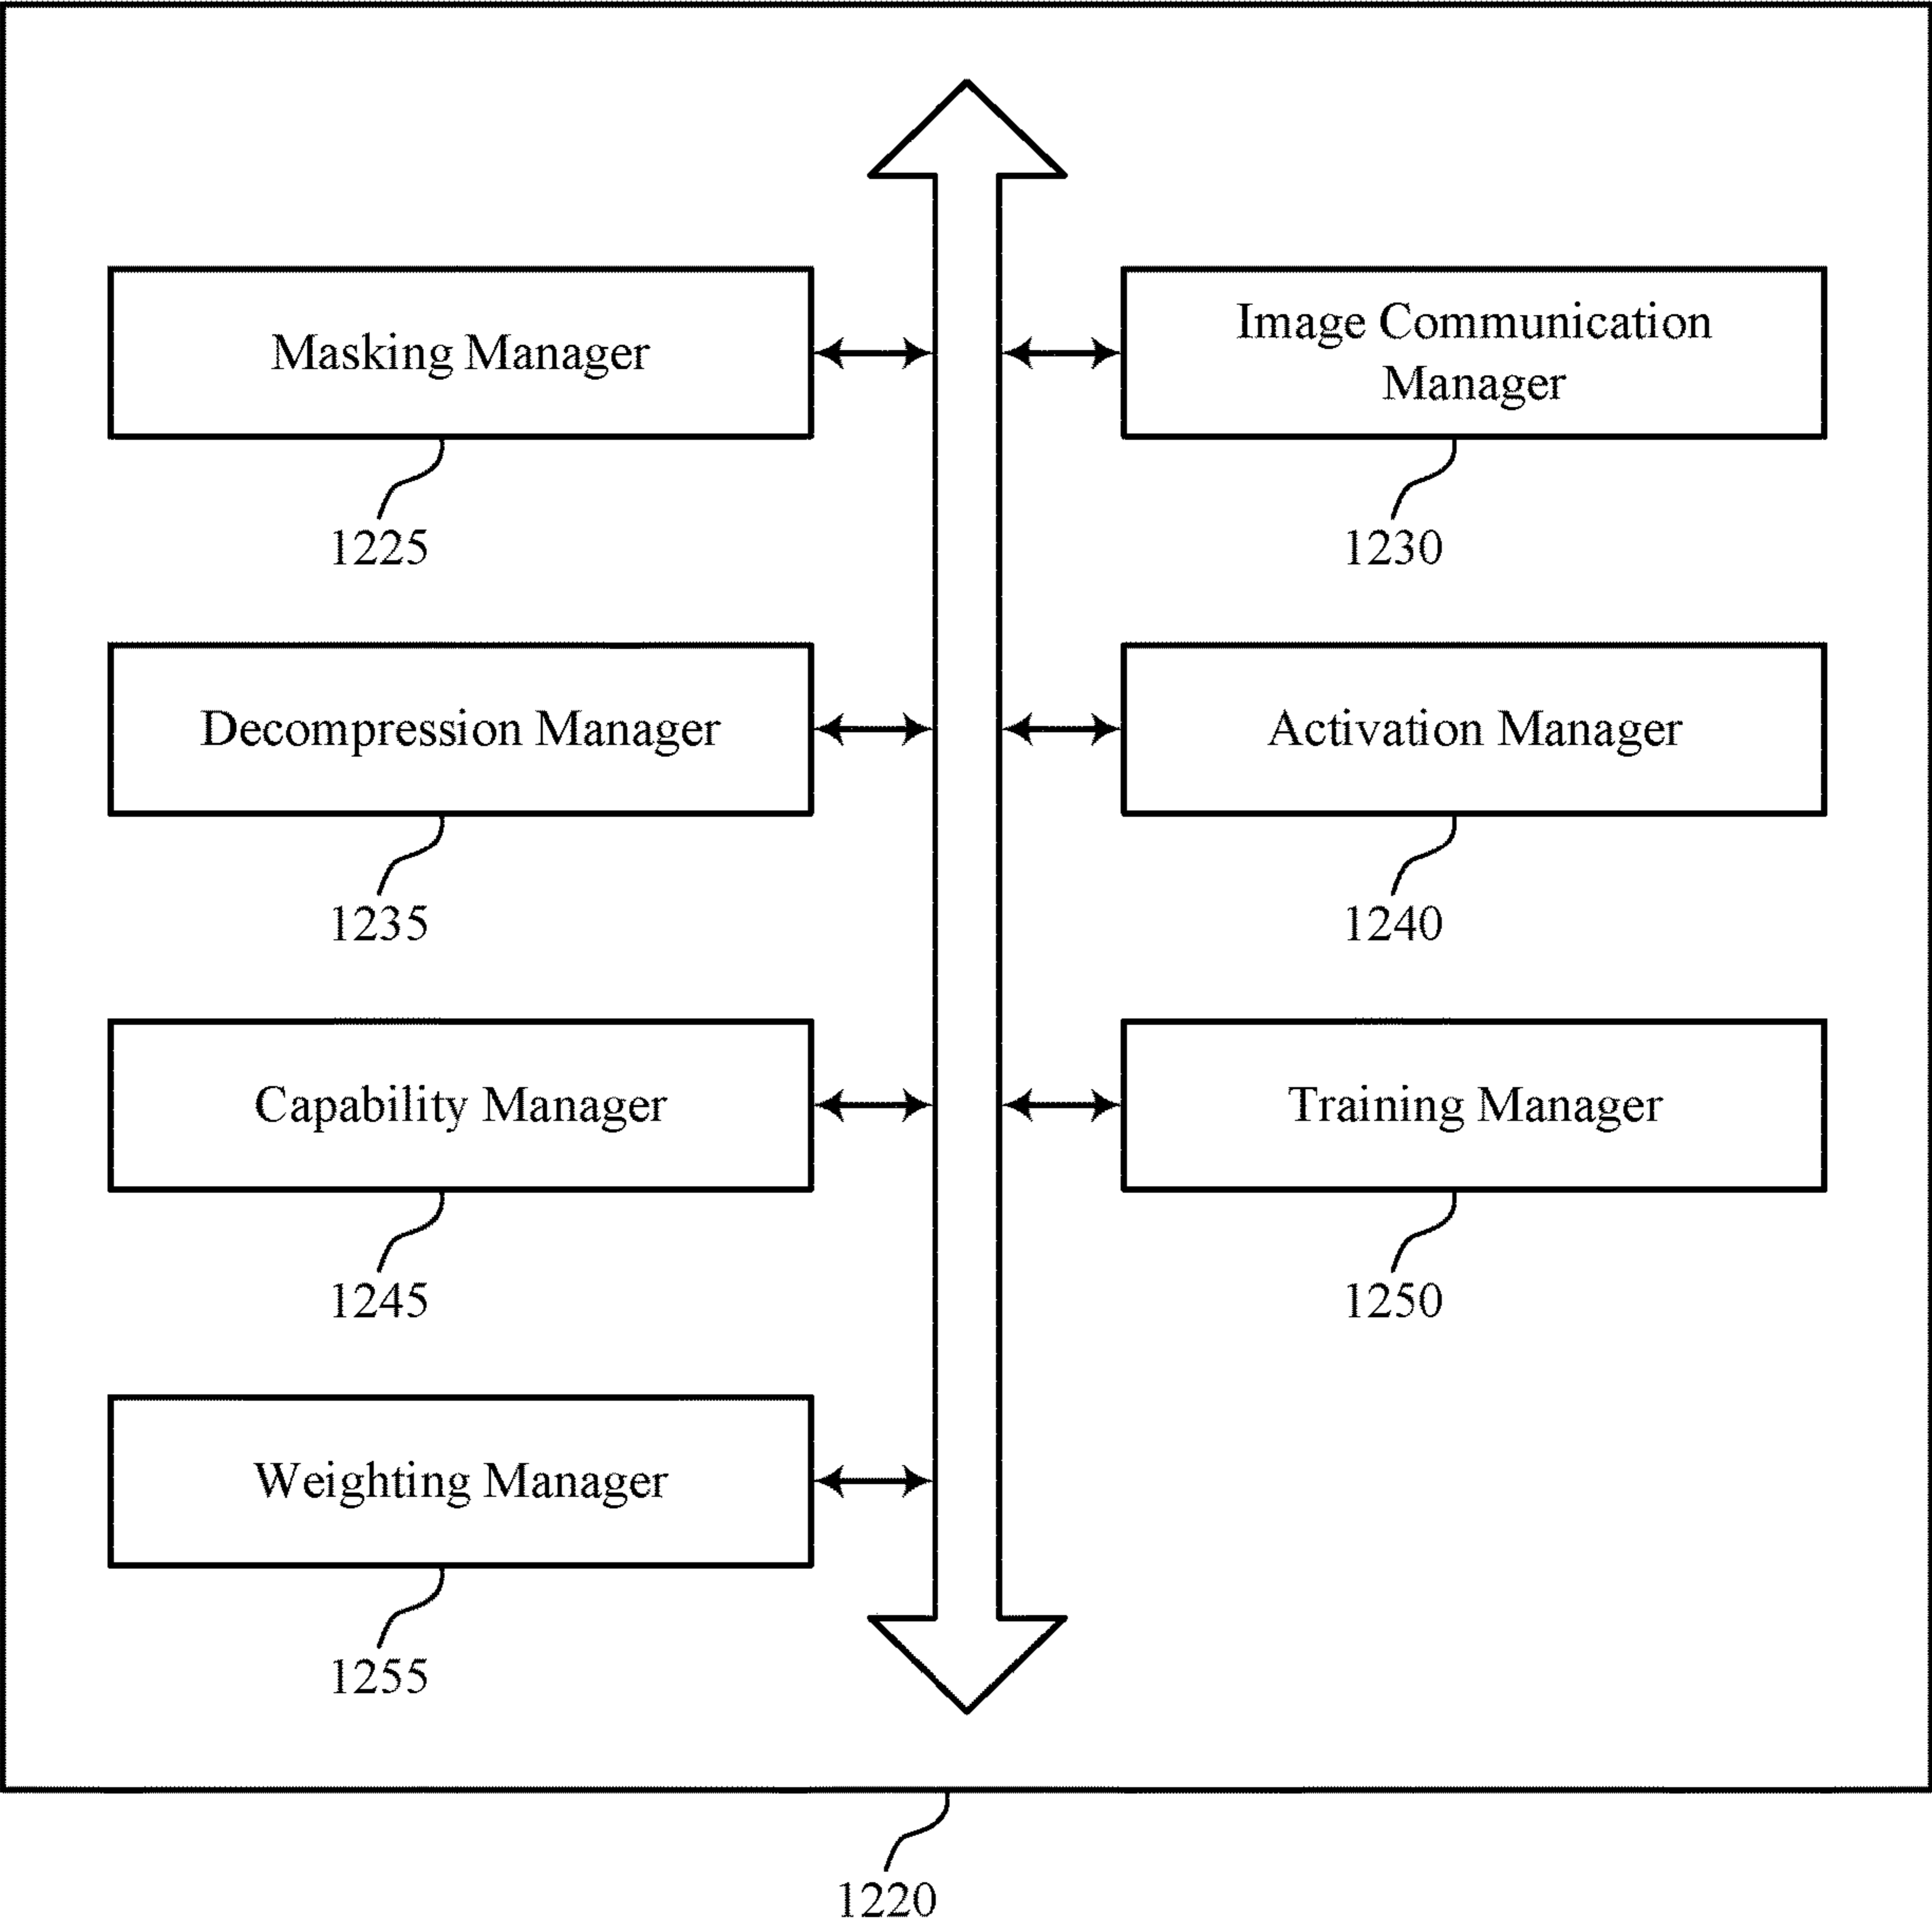 Masking Manager
1225
Image Communication
Manager
1230
Decompression Manager
1235
Activation Manager
1240
Capability Manager
1245
Training Manager
1250
Weighting Manager
1255
1220